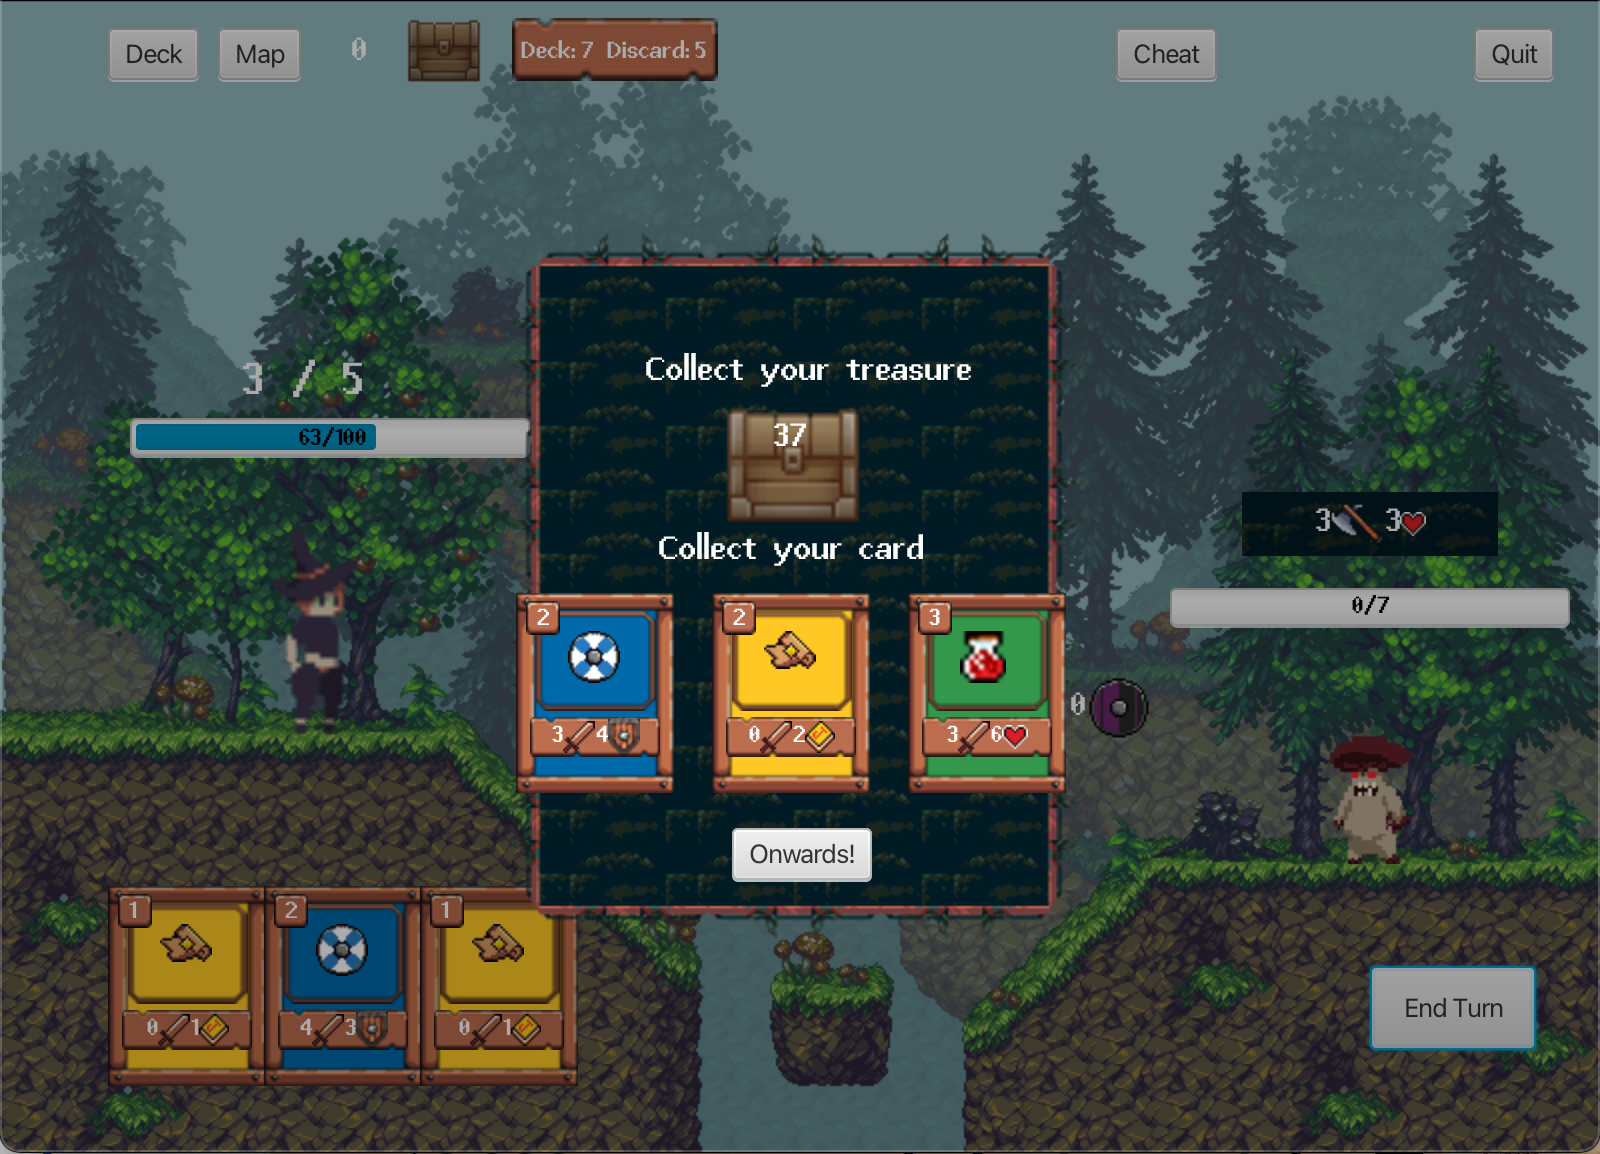 Deck
Map
0
Deck: 7 Discard: 5
Cheat
Quit
3 / 5
63/100
Collect your treasure
37
Collect your card
3 3
0/7
2
3 4
2
0 2
3
3 6
0
Onwards!
1
0 1
2
4 3
1
0 1
End Turn